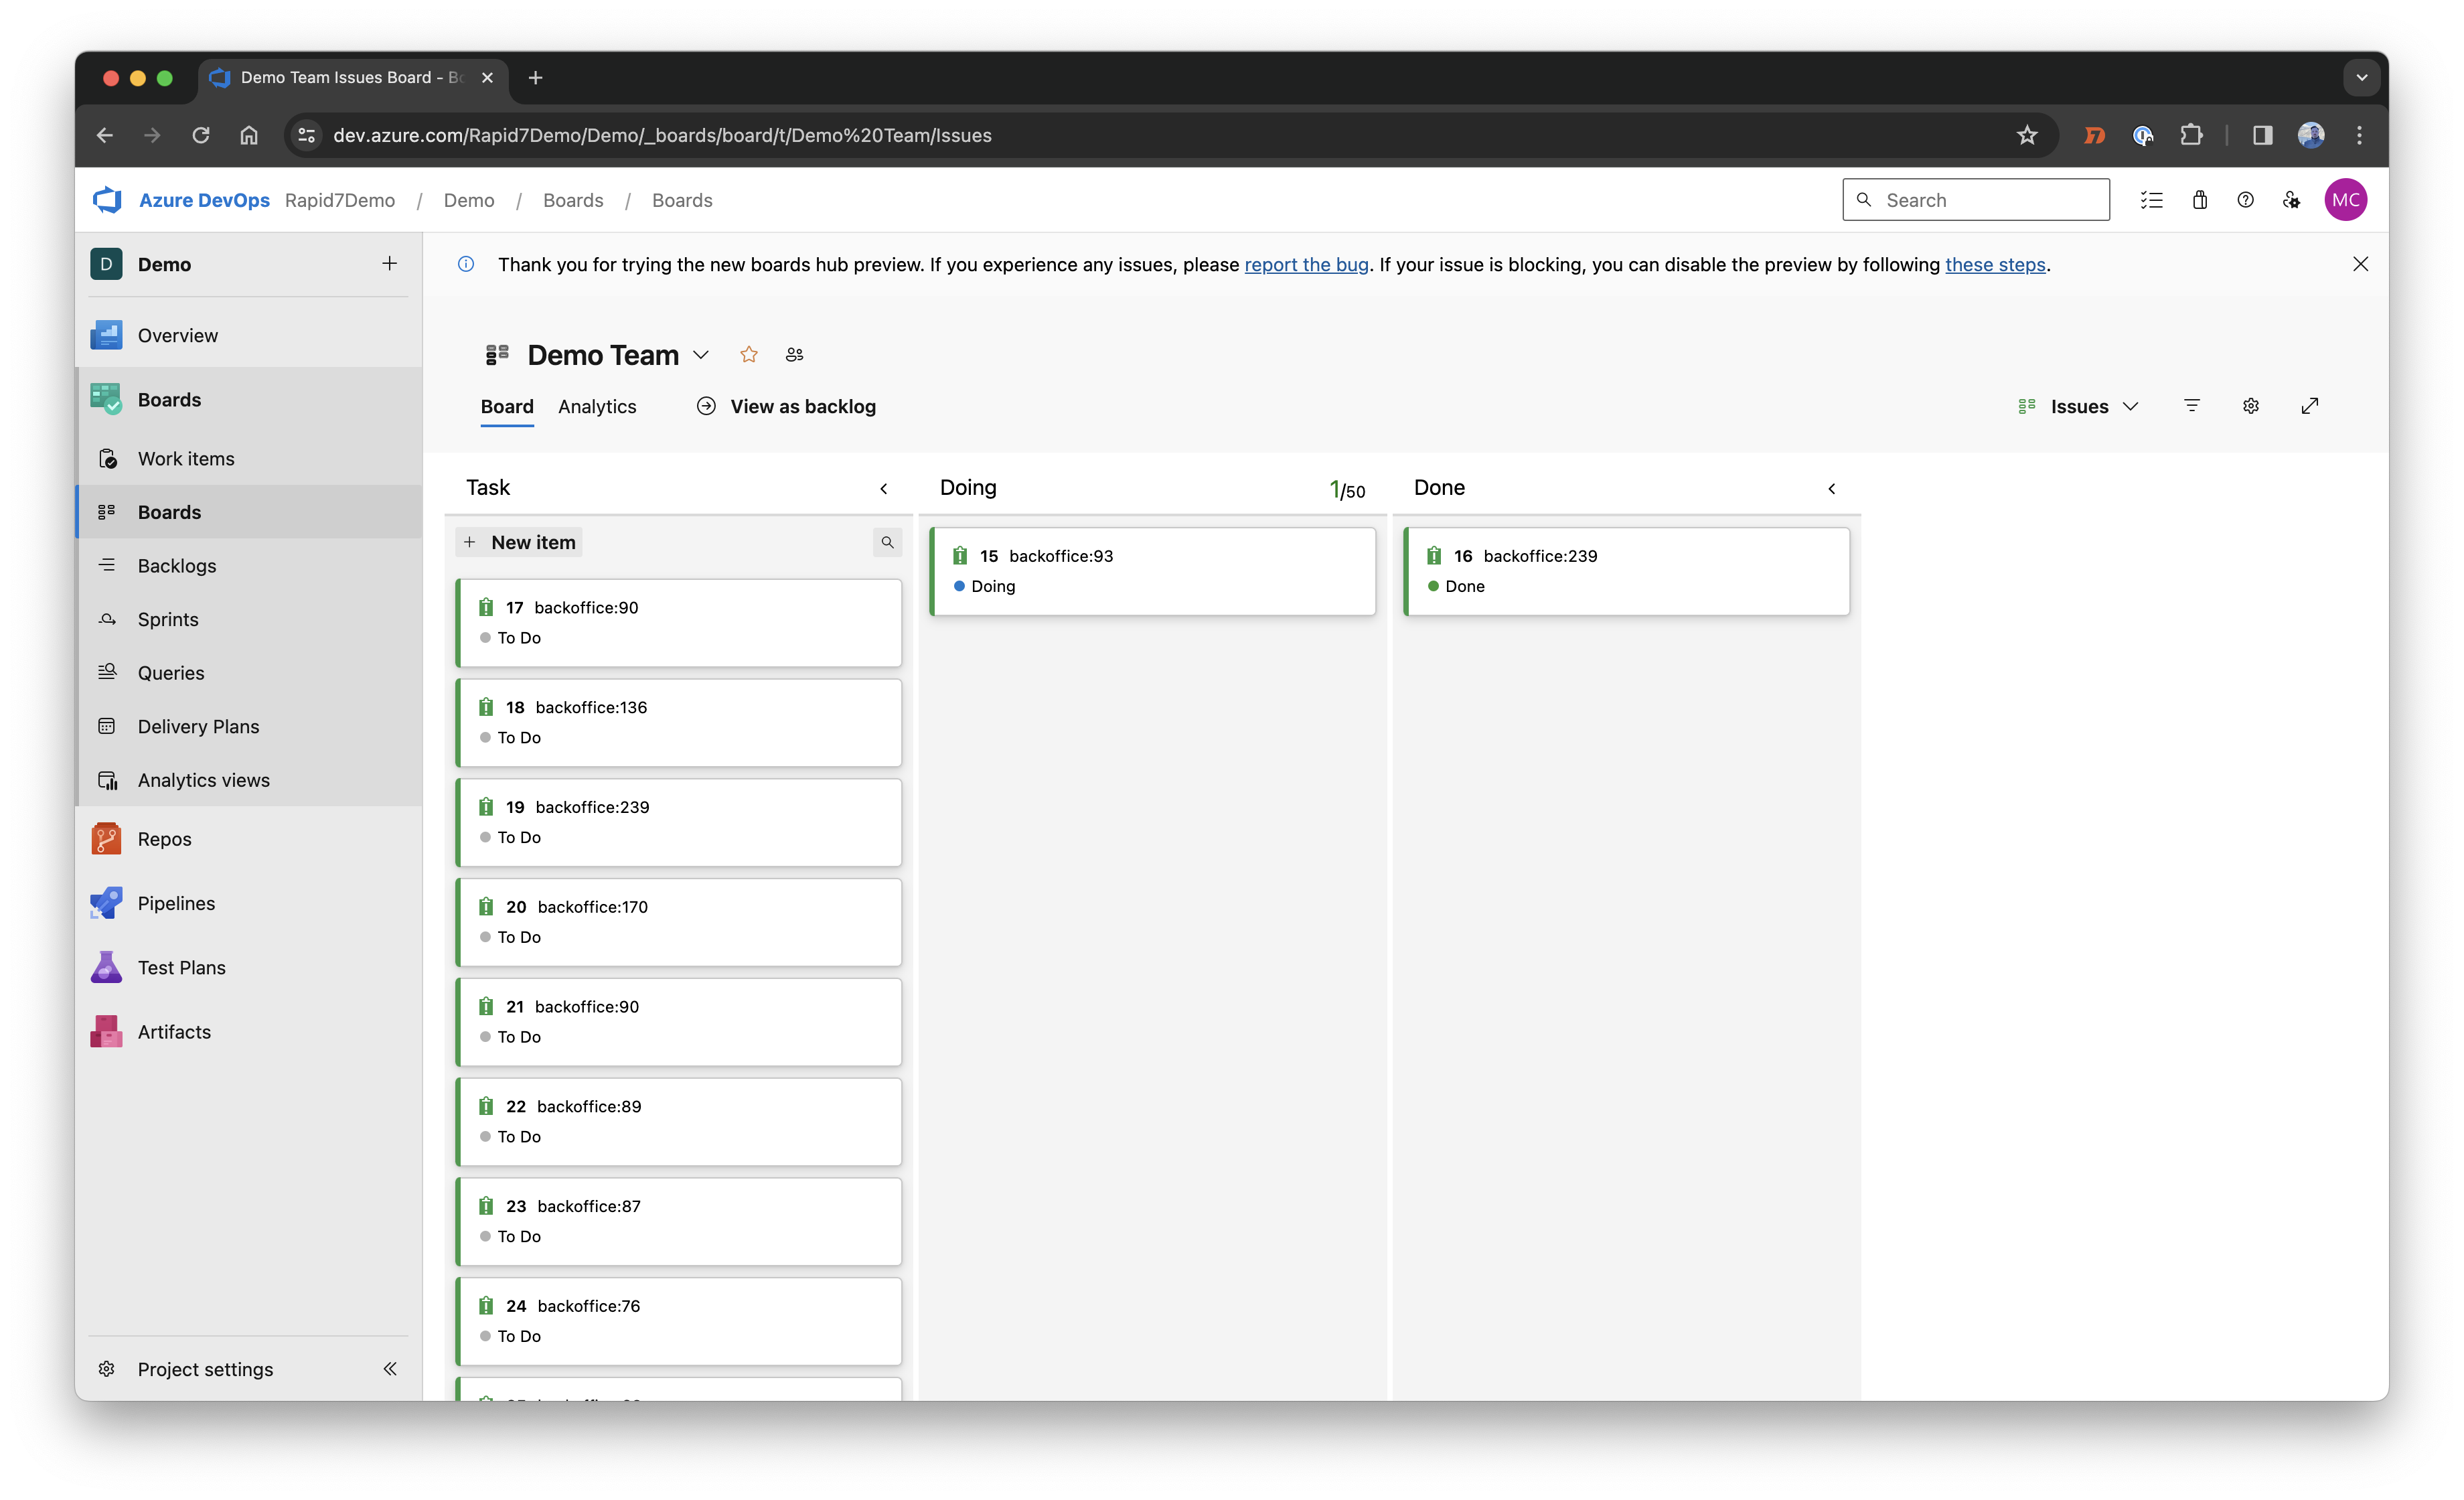 Demo Team Issues Board - Bo
dev.azure.com/Rapid7Demo/Demo/_boards/board/t/Demo%20Team/Issues
Azure DevOps Rapid7Demo / Demo / Boards / Boards
Search
MC
D Demo
Thank you for trying the new boards hub preview. If you experience any issues, please report the bug. If your issue is blocking, you can disable the preview by following these steps.
Overview
Boards
Work items
Boards
Backlogs
Sprints
Queries
Delivery Plans
Analytics views
Repos
Pipelines
Test Plans
Artifacts
Project settings
Demo Team
Board Analytics View as backlog
Issues
Task
New item
17 backoffice:90
To Do
18 backoffice:136
To Do
19 backoffice:239
To Do
20 backoffice:170
To Do
21 backoffice:90
To Do
22 backoffice:89
To Do
23 backoffice:87
To Do
24 backoffice:76
To Do
Doing 1/50
15 backoffice:93
Doing
Done
16 backoffice:239
Done